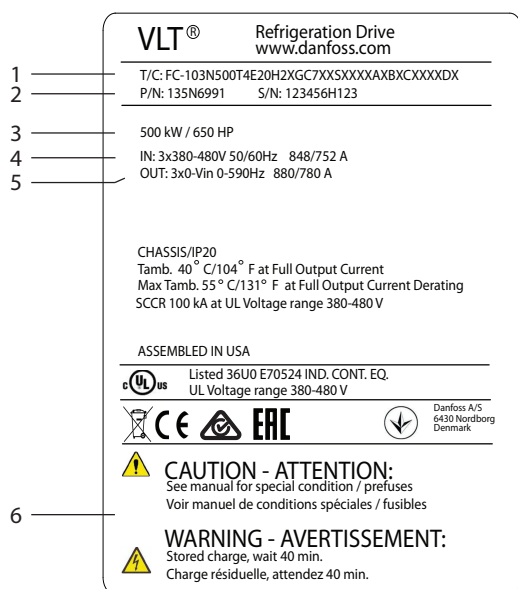 VLT® Refrigeration Drive
www.danfoss.com
1 T/C: FC-103N500T4E20H2XGC7XXSXXXXAXBXCXXXXDX
2 P/N: 135N6991 S/N: 123456H123
3 500 kW / 650 HP
4 IN: 3x380-480V 50/60Hz 848/752 A
5 OUT: 3x0-Vin 0-590Hz 880/780 A
CHASSIS/IP20
Tamb. 40° C/104° F at Full Output Current
Max Tamb. 55° C/131° F at Full Output Current Derating
SCCR 100 kA at UL Voltage range 380-480 V
ASSEMBLED IN USA
c UL us Listed 36U0 E70524 IND. CONT. EQ.
UL Voltage range 380-480 V
CE EAC
Danfoss A/S
6430 Nordborg
Denmark
CAUTION - ATTENTION:
See manual for special condition / prefuses
Voir manuel de conditions spéciales / fusibles
6
WARNING - AVERTISSEMENT:
Stored charge, wait 40 min.
Charge résiduelle, attendez 40 min.